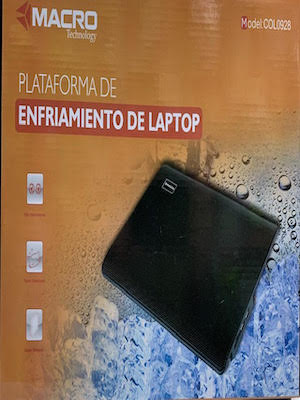 MACRO
Technology
Model:COL0928
PLATAFORMA DE
ENFRIAMIENTO DE LAPTOP